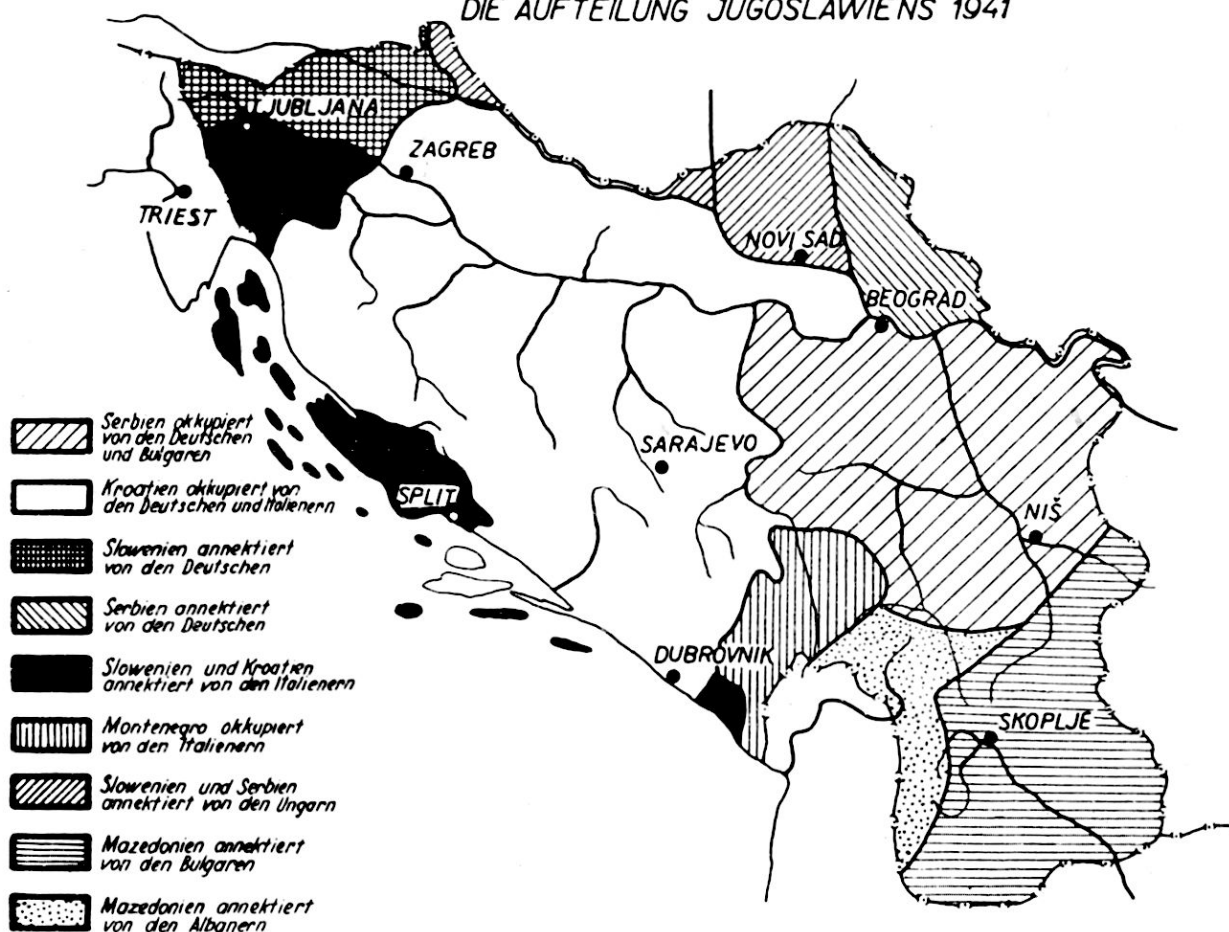 DIE AUFTEILUNG JUGOSLAWIENS 1941
LJUBLJANA
ZAGREB
TRIEST
NOVI SAD
BEOGRAD
SARAJEVO
SPLIT
NIŠ
DUBROVNIK
SKOPLJE
Serbien okkupiert
von den Deutschen
und Bulgaren
Kroatien okkupiert von
den Deutschen und Italienern
Slowenien annektiert
von den Deutschen
Serbien annektiert
von den Deutschen
Slowenien und Kroatien
annektiert von den Italienern
Montenegro okkupiert
von den Italienern
Slowenien und Serbien
annektiert von den Ungarn
Mazedonien annektiert
von den Bulgaren
Mazedonien annektiert
von den Albanern